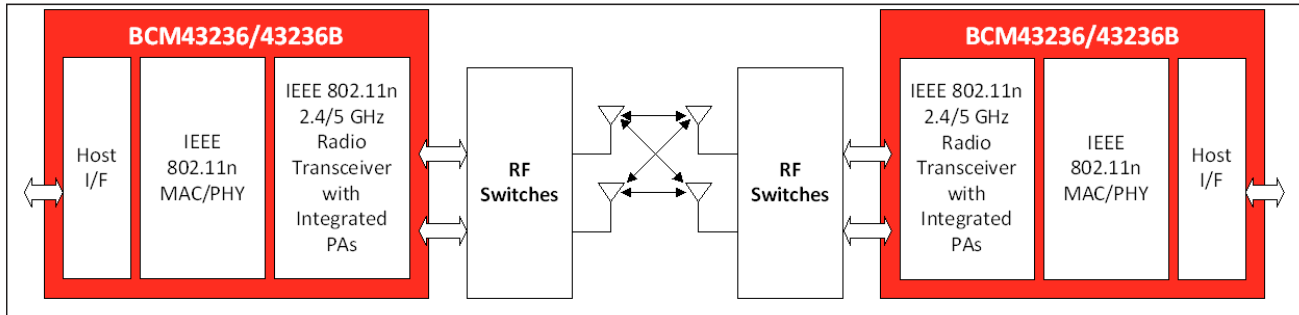 BCM43236/43236B
Host
I/F
IEEE
802.11n
MAC/PHY
IEEE 802.11n
2.4/5 GHz
Radio
Transceiver
with
Integrated
PAs
RF
Switches
RF
Switches
BCM43236/43236B
IEEE 802.11n
2.4/5 GHz
Radio
Transceiver
with
Integrated
PAs
IEEE
802.11n
MAC/PHY
Host
I/F